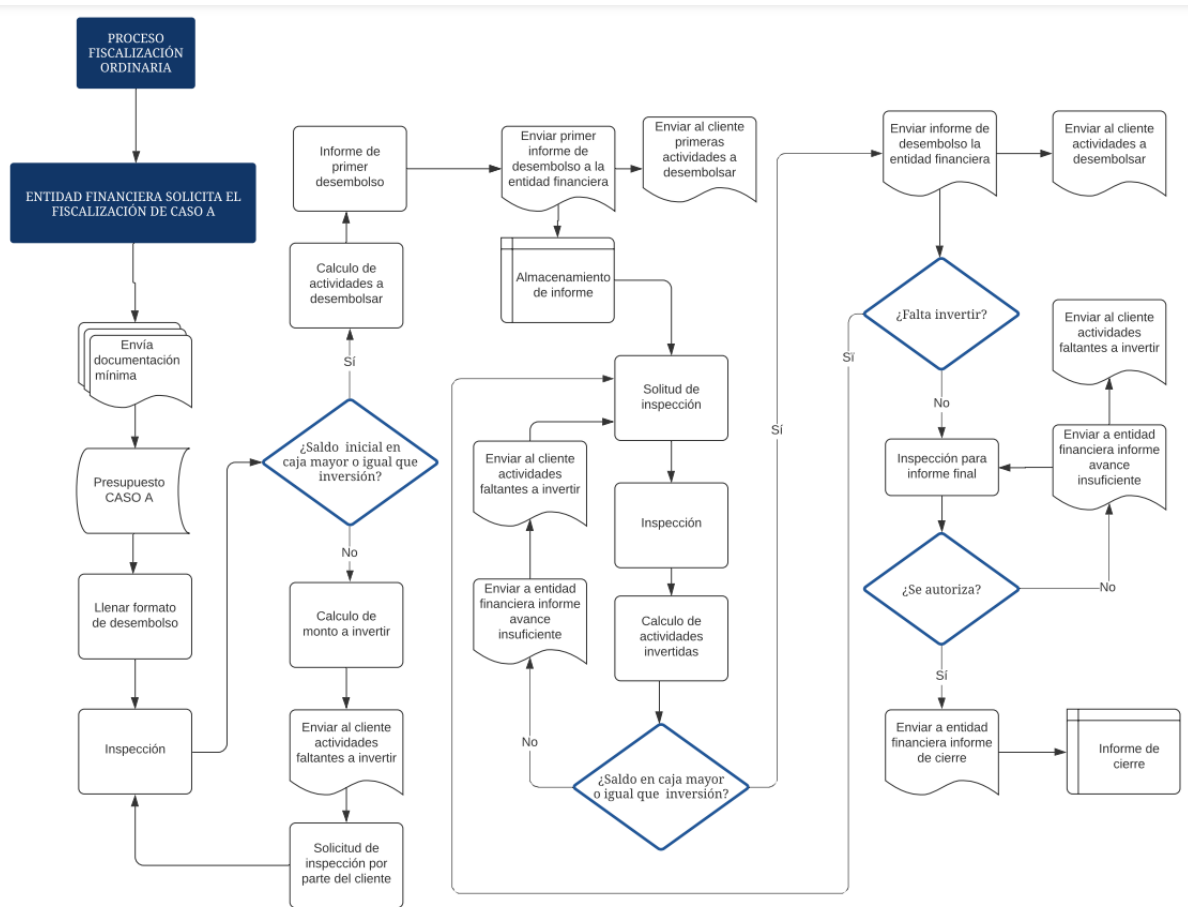 PROCESO
FISCALIZACIÓN
ORDINARIA
ENTIDAD FINANCIERA SOLICITA EL
FISCALIZACIÓN DE CASO A
Envía
documentación
mínima
Presupuesto
CASO A
Llenar formato
de desembolso
Inspección
¿Saldo inicial en
caja mayor o igual que
inversión?
Sí
Calculo de
actividades a
desembolsar
Informe de
primer
desembolso
No
Calculo de
monto a invertir
Enviar al cliente
actividades
faltantes a invertir
Solicitud de
inspección por
parte del cliente
Enviar primer
informe de
desembolso a la
entidad financiera
Enviar al cliente
primeras
actividades a
desembolsar
Almacenamiento
de informe
Solitud de
inspección
Inspección
Calculo de
actividades
invertidas
¿Saldo en caja mayor
o igual que inversión?
No
Enviar a entidad
financiera informe
avance
insuficiente
Enviar al cliente
actividades
faltantes a invertir
Sí
Enviar informe de
desembolso la
entidad financiera
Enviar al cliente
actividades a
desembolsar
¿Falta invertir?
Sï
No
Inspección para
informe final
¿Se autoriza?
No
Enviar a entidad
financiera informe
avance
insuficiente
Enviar al cliente
actividades
faltantes a invertir
Sí
Enviar a entidad
financiera informe
de cierre
Informe de
cierre